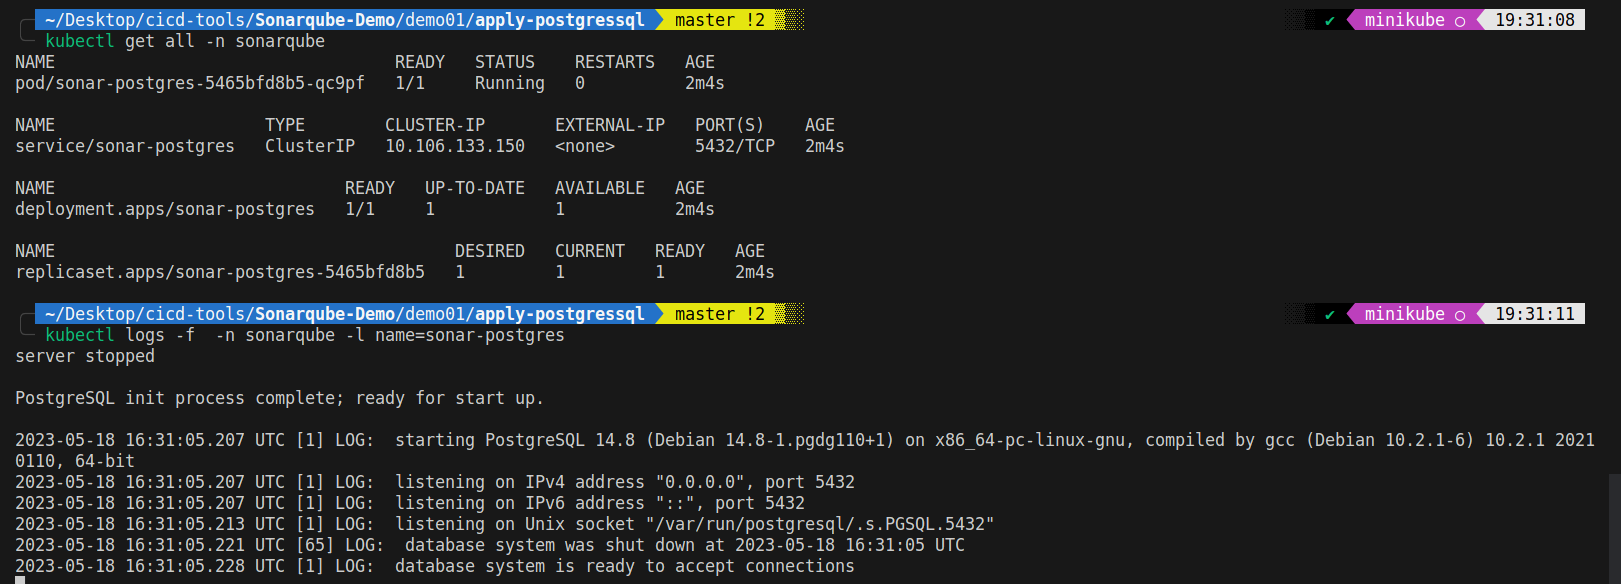 ~/Desktop/cicd-tools/Sonarqube-Demo/demo01/apply-postgressql master !2 ✔ minikube ○ 19:31:08
kubectl get all -n sonarqube
NAME READY STATUS RESTARTS AGE
pod/sonar-postgres-5465bfd8b5-qc9pf 1/1 Running 0 2m4s
NAME TYPE CLUSTER-IP EXTERNAL-IP PORT(S) AGE
service/sonar-postgres ClusterIP 10.106.133.150 <none> 5432/TCP 2m4s
NAME READY UP-TO-DATE AVAILABLE AGE
deployment.apps/sonar-postgres 1/1 1 1 2m4s
NAME DESIRED CURRENT READY AGE
replicaset.apps/sonar-postgres-5465bfd8b5 1 1 1 2m4s
~/Desktop/cicd-tools/Sonarqube-Demo/demo01/apply-postgressql master !2 ✔ minikube ○ 19:31:11
kubectl logs -f  -n sonarqube -l name=sonar-postgres
server stopped
PostgreSQL init process complete; ready for start up.
2023-05-18 16:31:05.207 UTC [1] LOG:  starting PostgreSQL 14.8 (Debian 14.8-1.pgdg110+1) on x86_64-pc-linux-gnu, compiled by gcc (Debian 10.2.1-6) 10.2.1 2021
0110, 64-bit
2023-05-18 16:31:05.207 UTC [1] LOG:  listening on IPv4 address "0.0.0.0", port 5432
2023-05-18 16:31:05.207 UTC [1] LOG:  listening on IPv6 address "::", port 5432
2023-05-18 16:31:05.213 UTC [1] LOG:  listening on Unix socket "/var/run/postgresql/.s.PGSQL.5432"
2023-05-18 16:31:05.221 UTC [65] LOG:  database system was shut down at 2023-05-18 16:31:05 UTC
2023-05-18 16:31:05.228 UTC [1] LOG:  database system is ready to accept connections